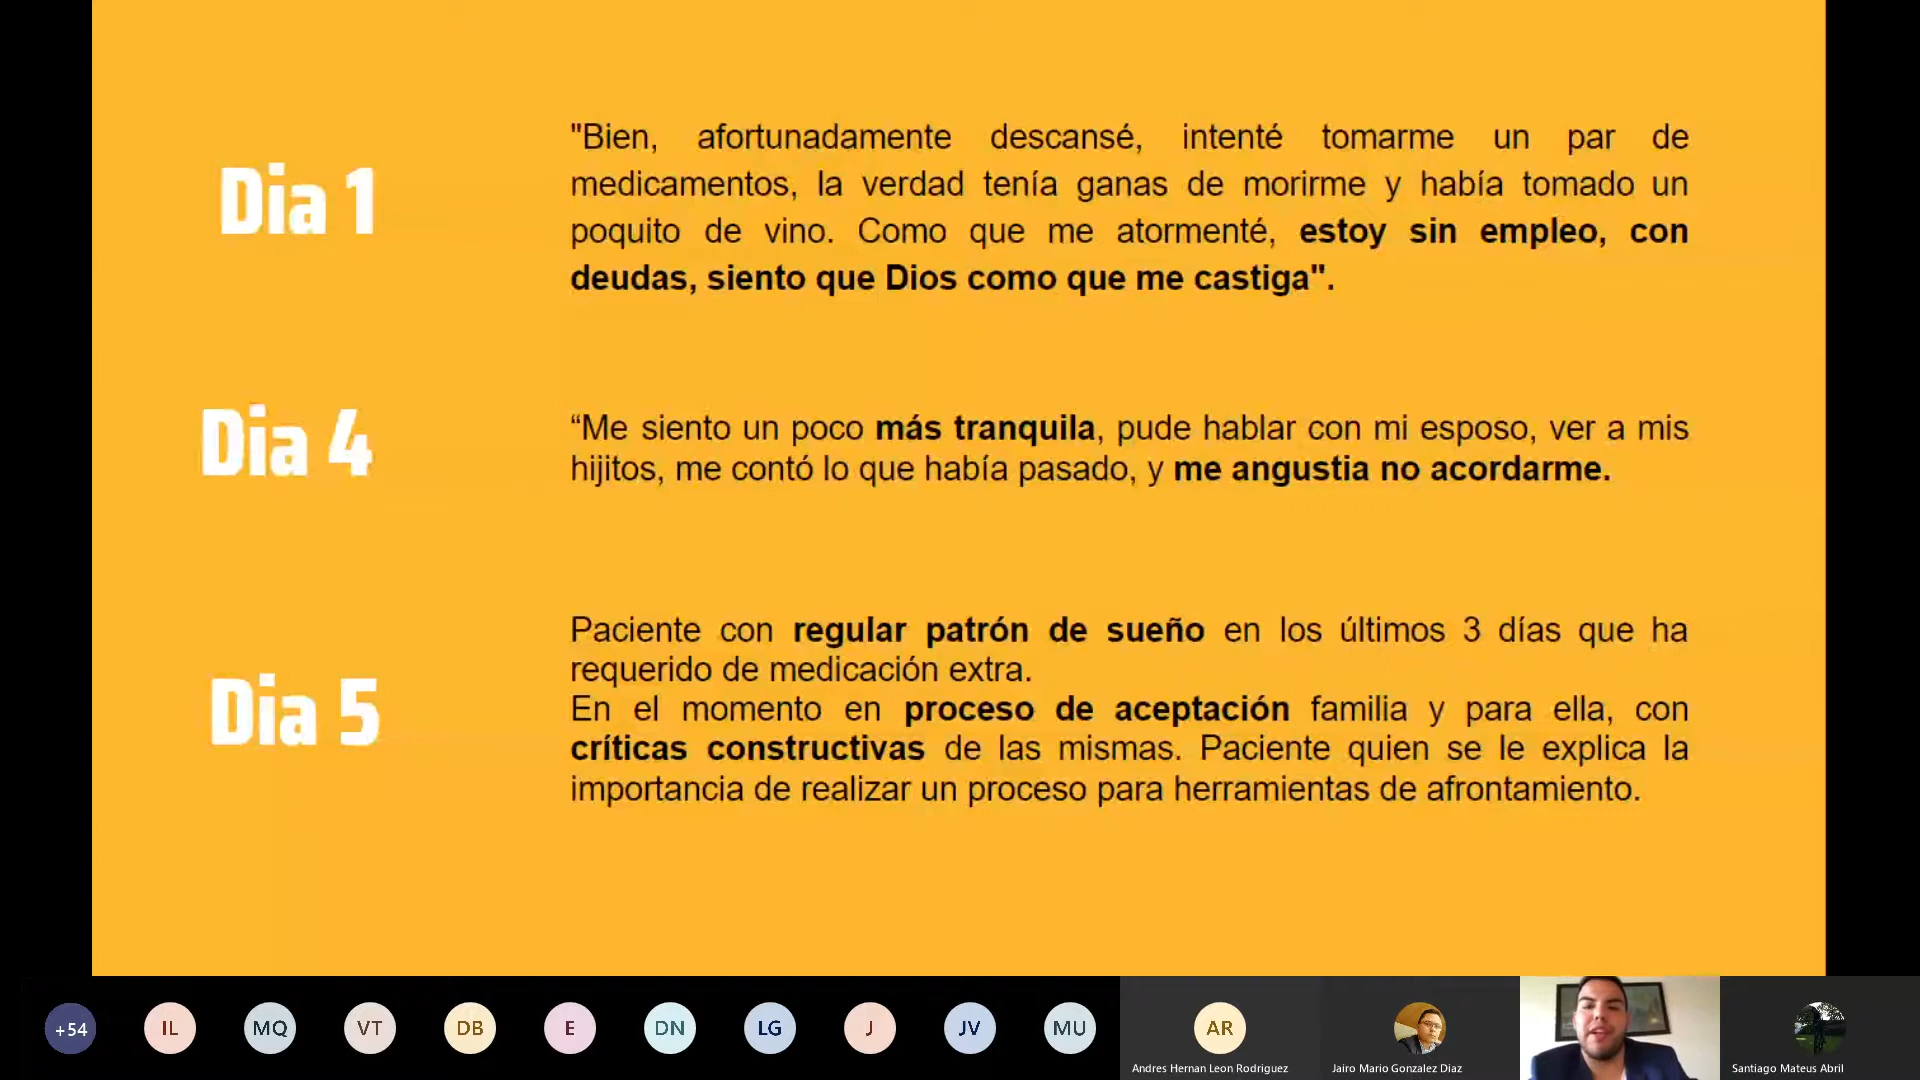 Dia 1
"Bien, afortunadamente descansé, intenté tomarme un par de
medicamentos, la verdad tenía ganas de morirme y había tomado un
poquito de vino. Como que me atormenté, estoy sin empleo, con
deudas, siento que Dios como que me castiga".
Dia 4
“Me siento un poco más tranquila, pude hablar con mi esposo, ver a mis
hijitos, me contó lo que había pasado, y me angustia no acordarme.
Dia 5
Paciente con regular patrón de sueño en los últimos 3 días que ha
requerido de medicación extra.
En el momento en proceso de aceptación familia y para ella, con
críticas constructivas de las mismas. Paciente quien se le explica la
importancia de realizar un proceso para herramientas de afrontamiento.
+54
IL
MQ
VT
DB
E
DN
LG
J
JV
MU
AR
Andres Hernan Leon Rodriguez
Jairo Mario Gonzalez Diaz
Santiago Mateus Abril